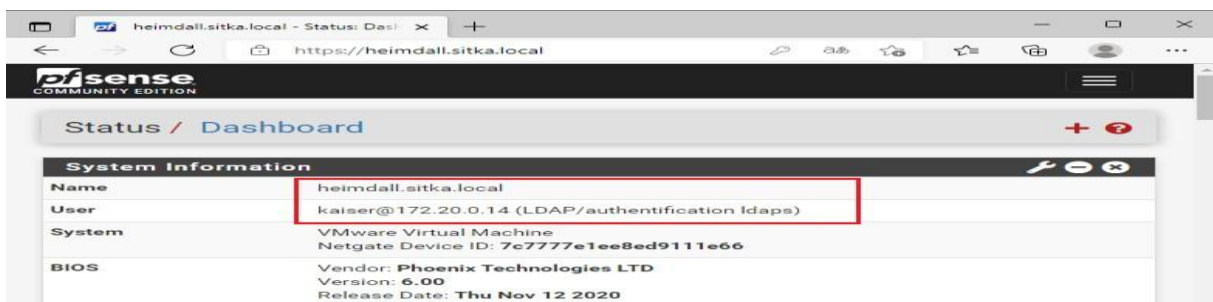 heimdall.sitka.local - Status: Das
https://heimdall.sitka.local
pfsense
COMMUNITY EDITION
Status / Dashboard
System Information
Name heimdall.sitka.local
User kaiser@172.20.0.14 (LDAP/authentification ldaps)
System VMware Virtual Machine
Netgate Device ID: 7c7777e1ee8ed9111e66
BIOS Vendor: Phoenix Technologies LTD
Version: 6.00
Release Date: Thu Nov 12 2020